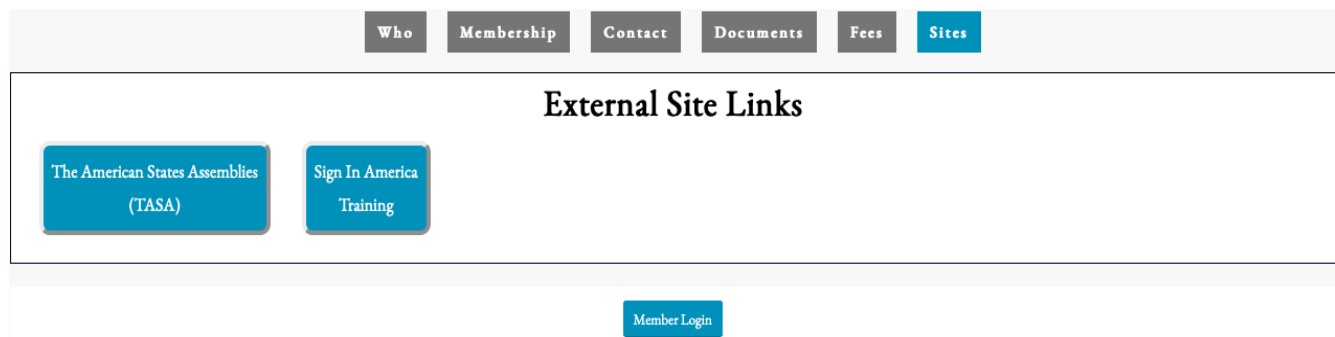 Who Membership Contact Documents Fees Sites
External Site Links
The American States Assemblies
(TASA)
Sign In America
Training
Member Login